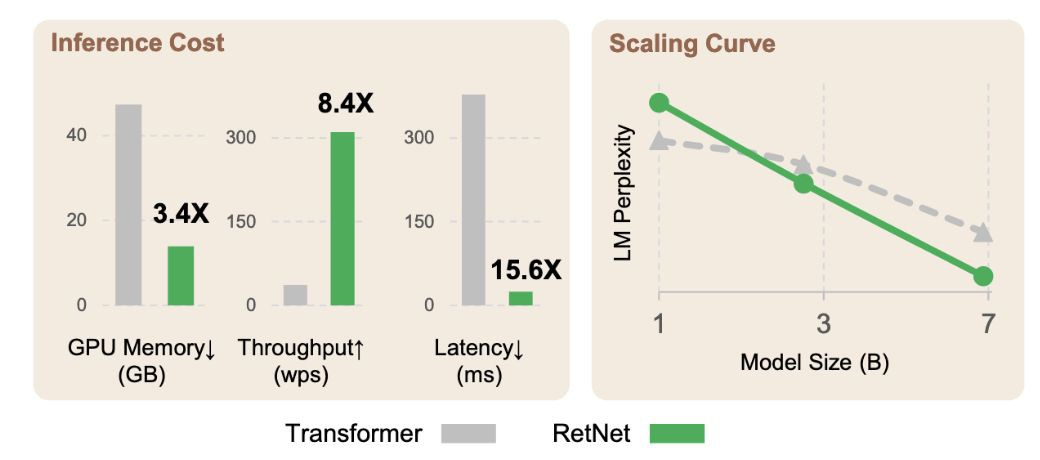 Inference Cost
40
20
0
3.4X
GPU Memory↓
(GB)
300
150
0
8.4X
Throughput↑
(wps)
300
150
0
15.6X
Latency↓
(ms)
Scaling Curve
LM Perplexity
1 3 7
Model Size (B)
Transformer
RetNet